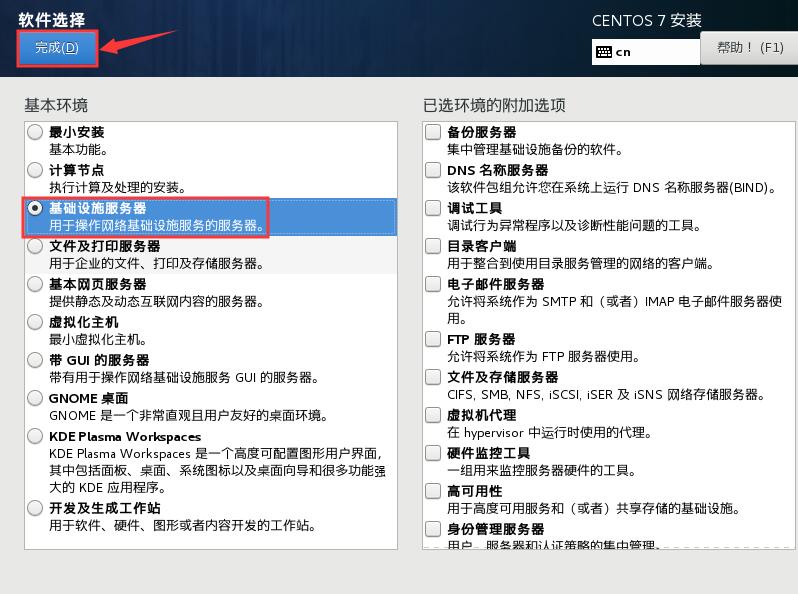 软件选择
完成(D)
CENTOS 7 安装
cn
帮助！ (F1)
基本环境
最小安装
基本功能。
计算节点
执行计算及处理的安装。
基础设施服务器
用于操作网络基础设施服务的服务器。
文件及打印服务器
用于企业的文件、打印及存储服务器。
基本网页服务器
提供静态及动态互联网内容的服务器。
虚拟化主机
最小虚拟化主机。
带 GUI 的服务器
带有用于操作网络基础设施服务 GUI 的服务器。
GNOME 桌面
GNOME 是一个非常直观且用户友好的桌面环境。
KDE Plasma Workspaces
KDE Plasma Workspaces 是一个高度可配置图形用户界面，
其中包括面板、桌面、系统图标以及桌面向导和很多功能强
大的 KDE 应用程序。
开发及生成工作站
用于软件、硬件、图形或者内容开发的工作站。
已选环境的附加选项
备份服务器
集中管理基础设施备份的软件。
DNS 名称服务器
该软件包组允许您在系统上运行 DNS 名称服务器(BIND)。
调试工具
调试行为异常程序以及诊断性能问题的工具。
目录客户端
用于整合到使用目录服务管理的网络的客户端。
电子邮件服务器
允许将系统作为 SMTP 和（或者）IMAP 电子邮件服务器使
用。
FTP 服务器
允许将系统作为 FTP 服务器使用。
文件及存储服务器
CIFS, SMB, NFS, iSCSI, iSER 及 iSNS 网络存储服务器。
虚拟机代理
在 hypervisor 中运行时使用的代理。
硬件监控工具
一组用来监控服务器硬件的工具。
高可用性
用于高度可用服务和（或者）共享存储的基础设施。
身份管理服务器
用户、服务器和认证策略的集中管理。